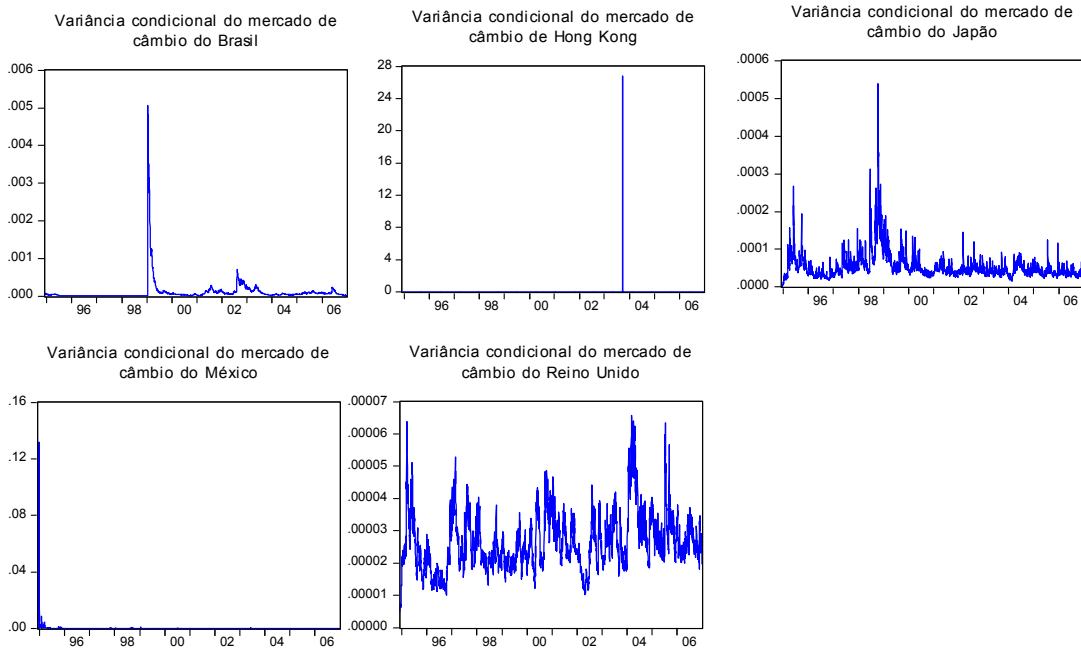 Variância condicional do mercado de
câmbio do Brasil
.006
.005
.004
.003
.002
.001
.000
96 98 00 02 04 06
Variância condicional do mercado de
câmbio de Hong Kong
28
24
20
16
12
8
4
0
96 98 00 02 04 06
Variância condicional do mercado de
câmbio do Japão
.0006
.0005
.0004
.0003
.0002
.0001
.0000
96 98 00 02 04 06
Variância condicional do mercado de
câmbio do México
.16
.12
.08
.04
.00
96 98 00 02 04 06
Variância condicional do mercado de
câmbio do Reino Unido
.00007
.00006
.00005
.00004
.00003
.00002
.00001
.00000
96 98 00 02 04 06